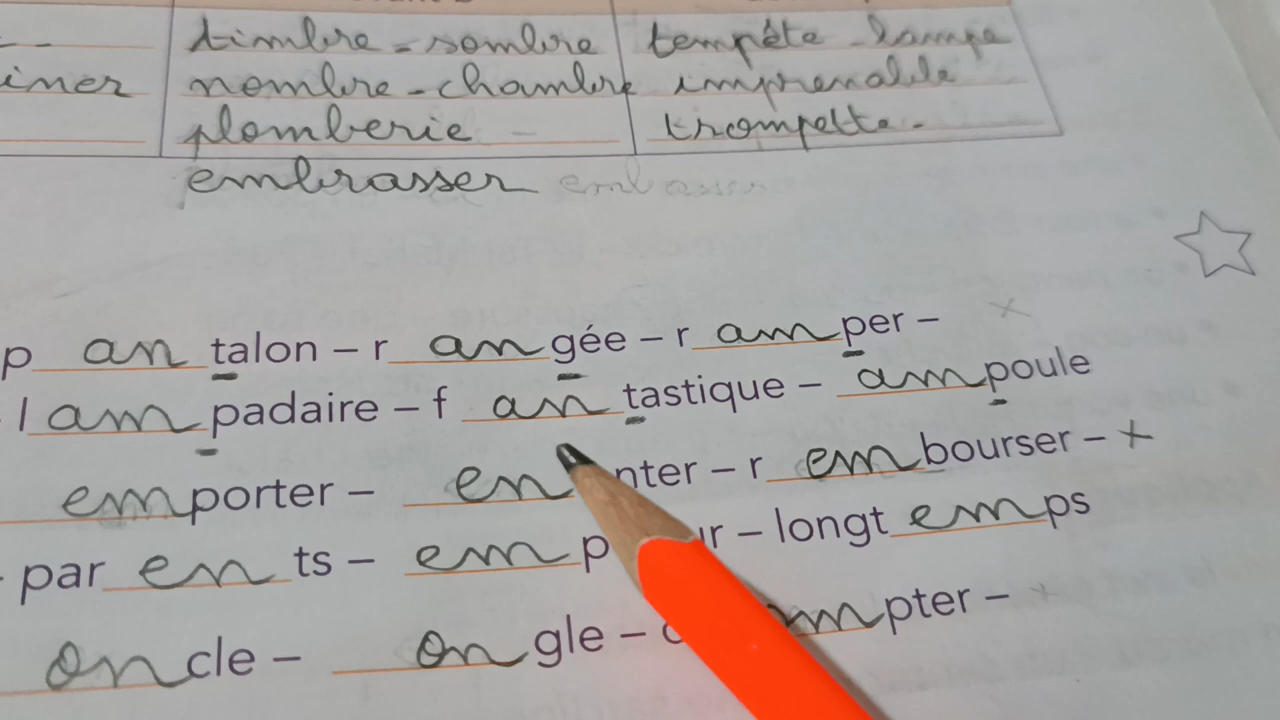 timbre - sombre tempête - lampe
iner nombre - chambre imprenable
plomberie - trompette.
embrasser
p an talon – r an gée – r am per –
l am padaire – f an tastique – am poule
em porter – en nter – r em bourser –
par en ts – em p ur – longt em ps
on cle – on gle – mpter –